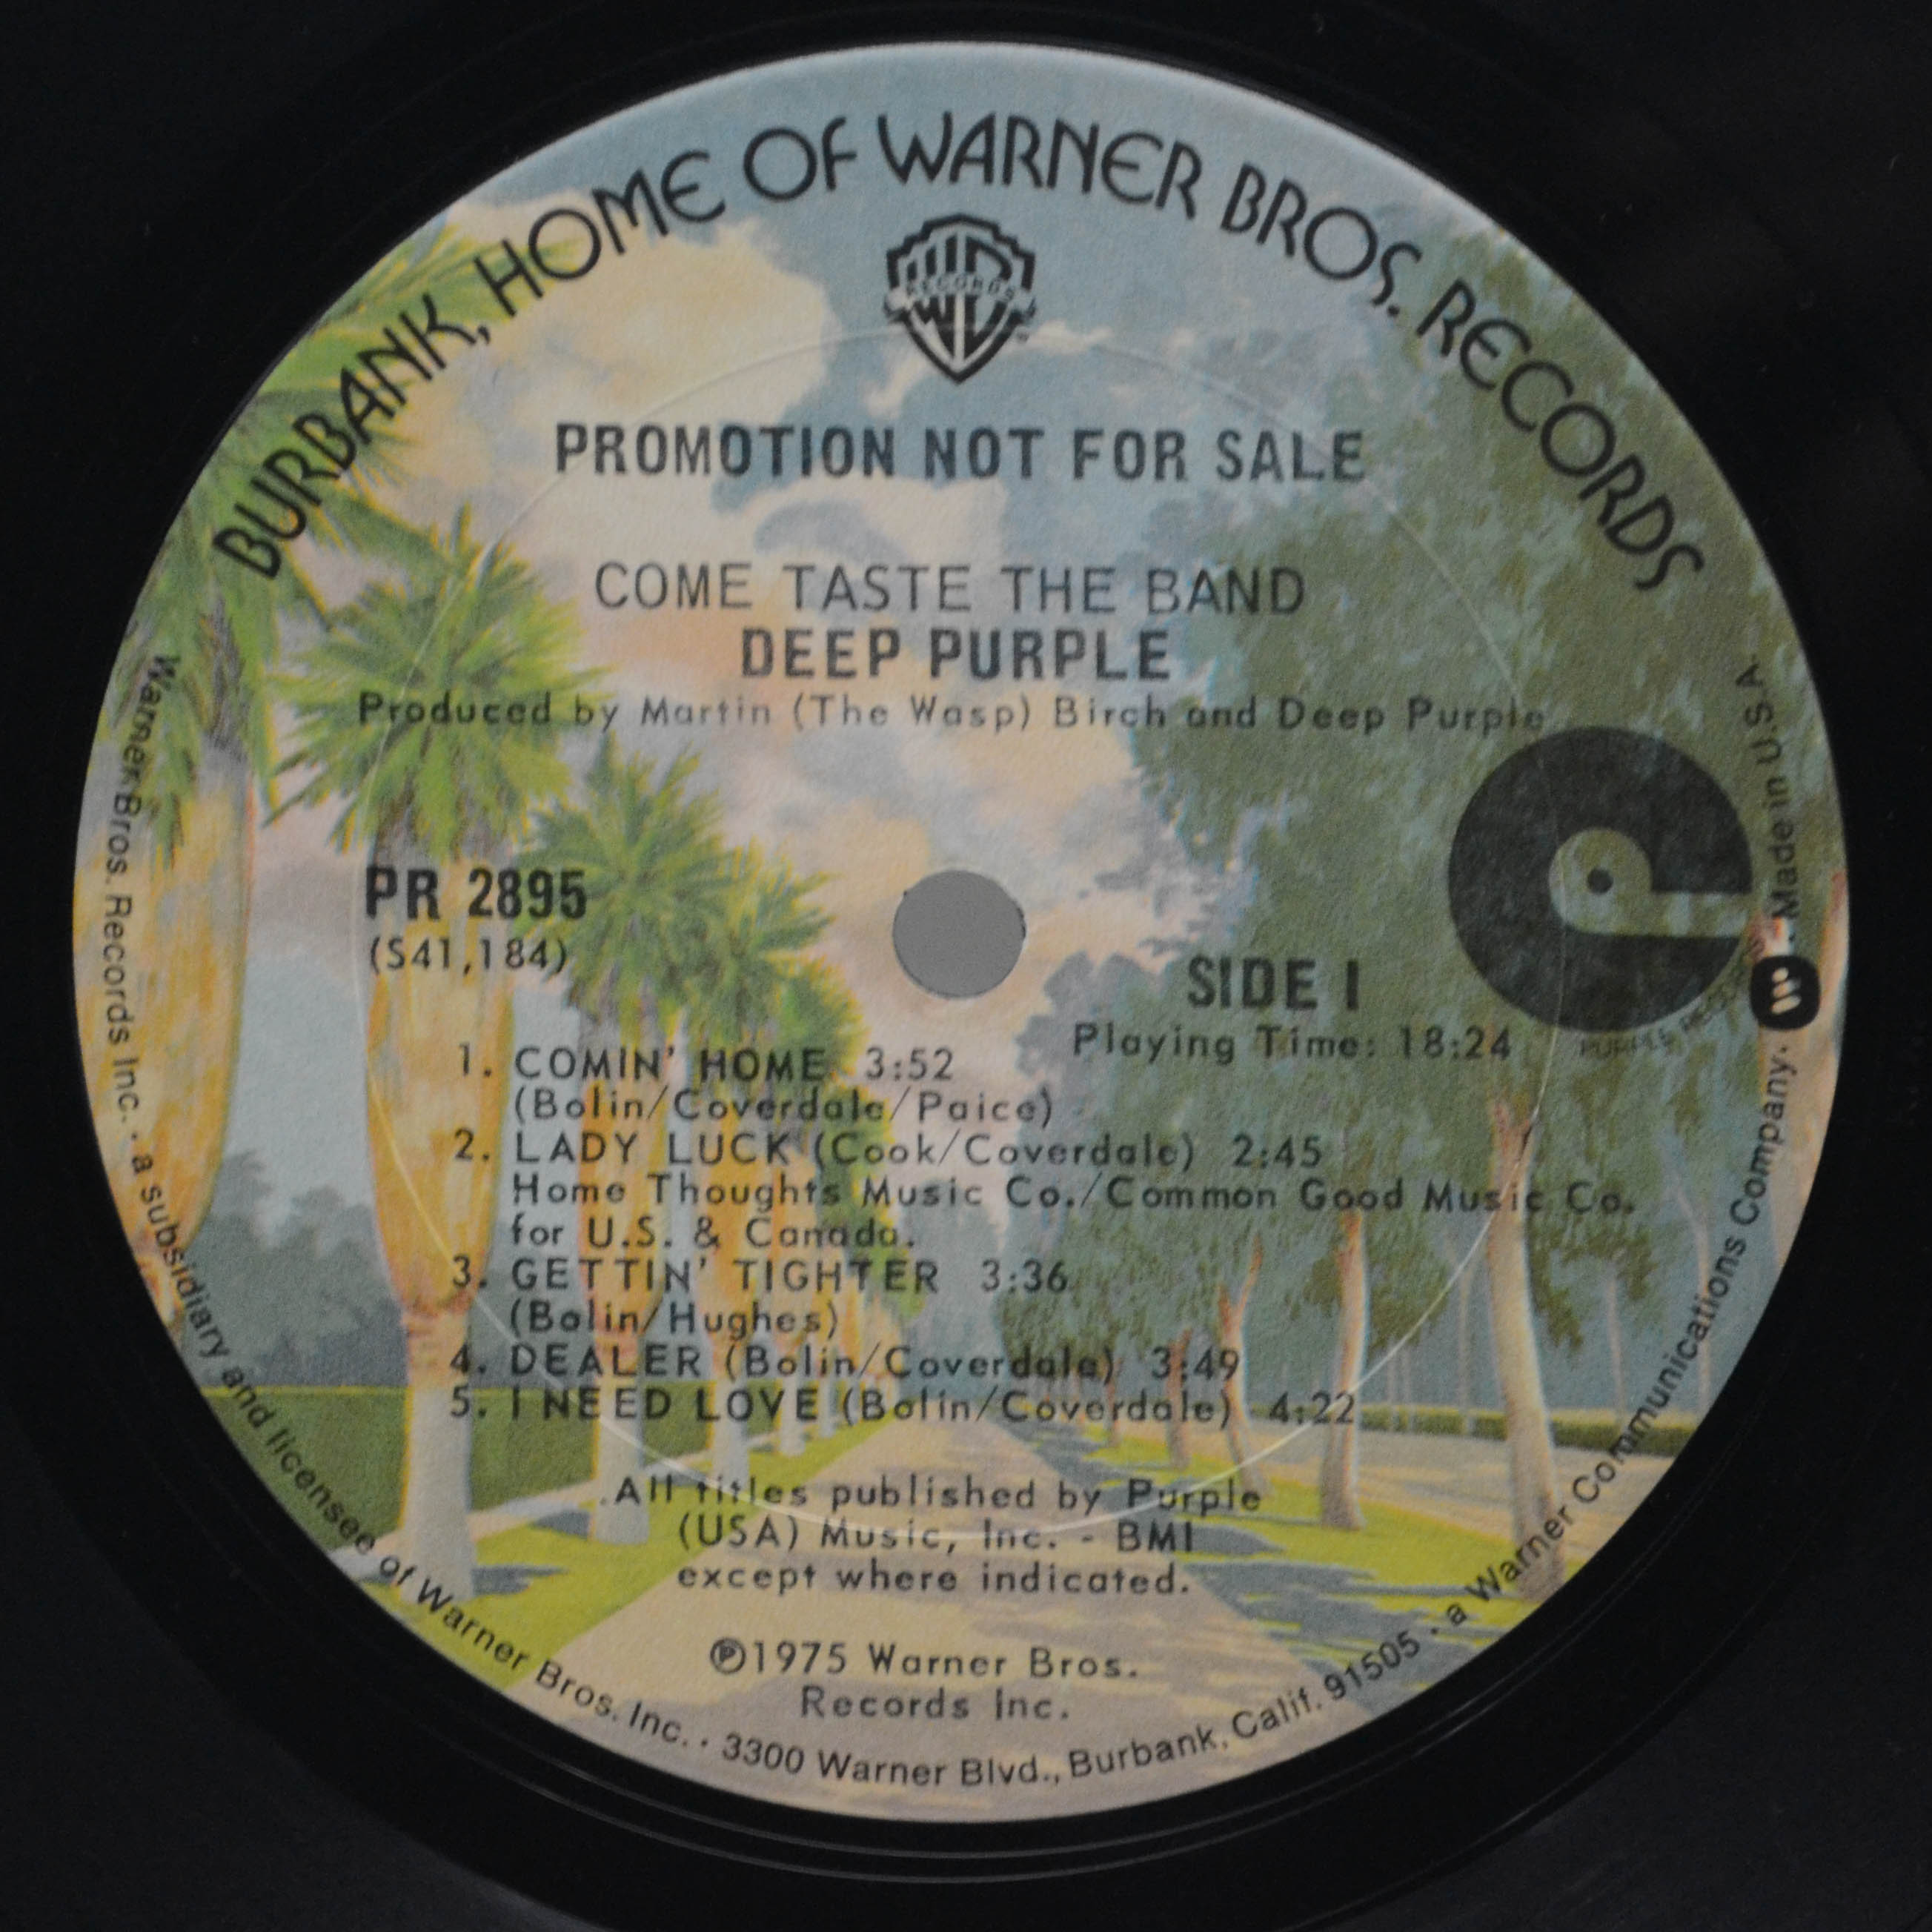 BURBANK, HOME OF WARNER BROS. RECORDS
RECORDS
PROMOTION NOT FOR SALE
COME TASTE THE BAND
DEEP PURPLE
Produced by Martin (The Wasp) Birch and Deep Purple
PR 2895
(S41,184)
SIDE I
Playing Time: 18:24
PURPLE RECORDS
1. COMIN' HOME 3:52
(Bolin/Coverdale/Paice)
2. LADY LUCK (Cook/Coverdale) 2:45
Home Thoughts Music Co./Common Good Music Co.
for U.S. & Canada.
3. GETTIN' TIGHTER 3:36
(Bolin/Hughes)
4. DEALER (Bolin/Coverdale) 3:49
5. I NEED LOVE (Bolin/Coverdale) 4:22
All titles published by Purple
(USA) Music, Inc. - BMI
except where indicated.
℗1975 Warner Bros.
Records Inc.
Warner Bros. Records Inc. · a subsidiary and licensee of Warner Bros. Inc. · 3300 Warner Blvd., Burbank, Calif. 91505 · a Warner Communications Company. · Made in U.S.A.